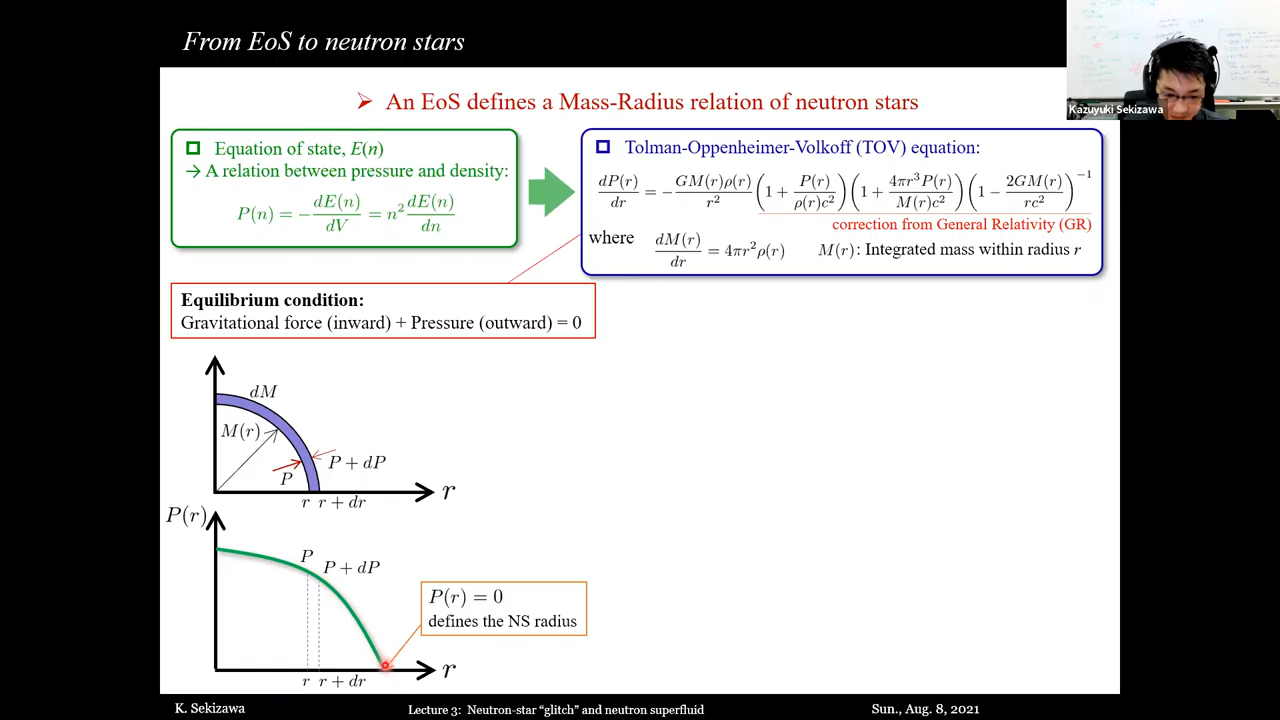 From EoS to neutron stars
Kazuyuki Sekizawa
➢ An EoS defines a Mass-Radius relation of neutron stars
Equation of state, E(n)
→ A relation between pressure and density:
P(n) = −dE(n)/dV = n² dE(n)/dn
Tolman-Oppenheimer-Volkoff (TOV) equation:
dP(r)/dr = −GM(r)ρ(r)/r² (1 + P(r)/ρ(r)c²)(1 + 4πr³P(r)/M(r)c²)(1 − 2GM(r)/rc²)⁻¹
correction from General Relativity (GR)
where dM(r)/dr = 4πr²ρ(r) M(r): Integrated mass within radius r
Equilibrium condition:
Gravitational force (inward) + Pressure (outward) = 0
dM
M(r)
P + dP
P
r r + dr
r
P(r)
P
P + dP
P(r) = 0
defines the NS radius
r r + dr
r
K. Sekizawa
Lecture 3: Neutron-star “glitch” and neutron superfluid
Sun., Aug. 8, 2021